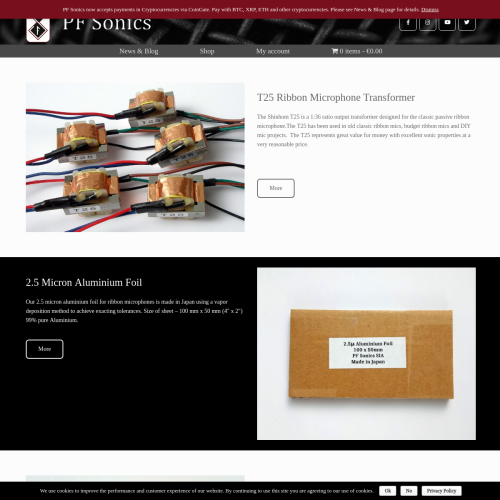 PF Sonics now accepts payments in Cryptocurrencies via CoinGate. Pay with BTC, XRP, ETH and other cryptocurrencies. Please see News & Blog page for details. Dismiss
PF Sonics
News & Blog
Shop
My account
0 items - €0.00
T25 Ribbon Microphone Transformer
The Shinhom T25 is a 1:36 ratio output transformer designed for the classic passive ribbon
microphone.The T25 has been used in old classic ribbon mics, budget ribbon mics and DIY
mic projects. The T25 represents great value for money with excellent sonic properties at a
very reasonable price.
More
2.5 Micron Aluminium Foil
Our 2.5 micron aluminium foil for ribbon microphones is made in Japan using a vapor
deposition method to achieve exacting tolerances. Size of sheet – 100 mm x 50 mm (4" x 2")
99% pure Aluminium.
More
2.5µ Aluminium Foil
100 x 50mm
PF Sonics SIA
Made in Japan
We use cookies to improve the performance and customer experience of our website. By continuing to use this site you are agreeing to our use of cookies.
Ok
No
Privacy Policy